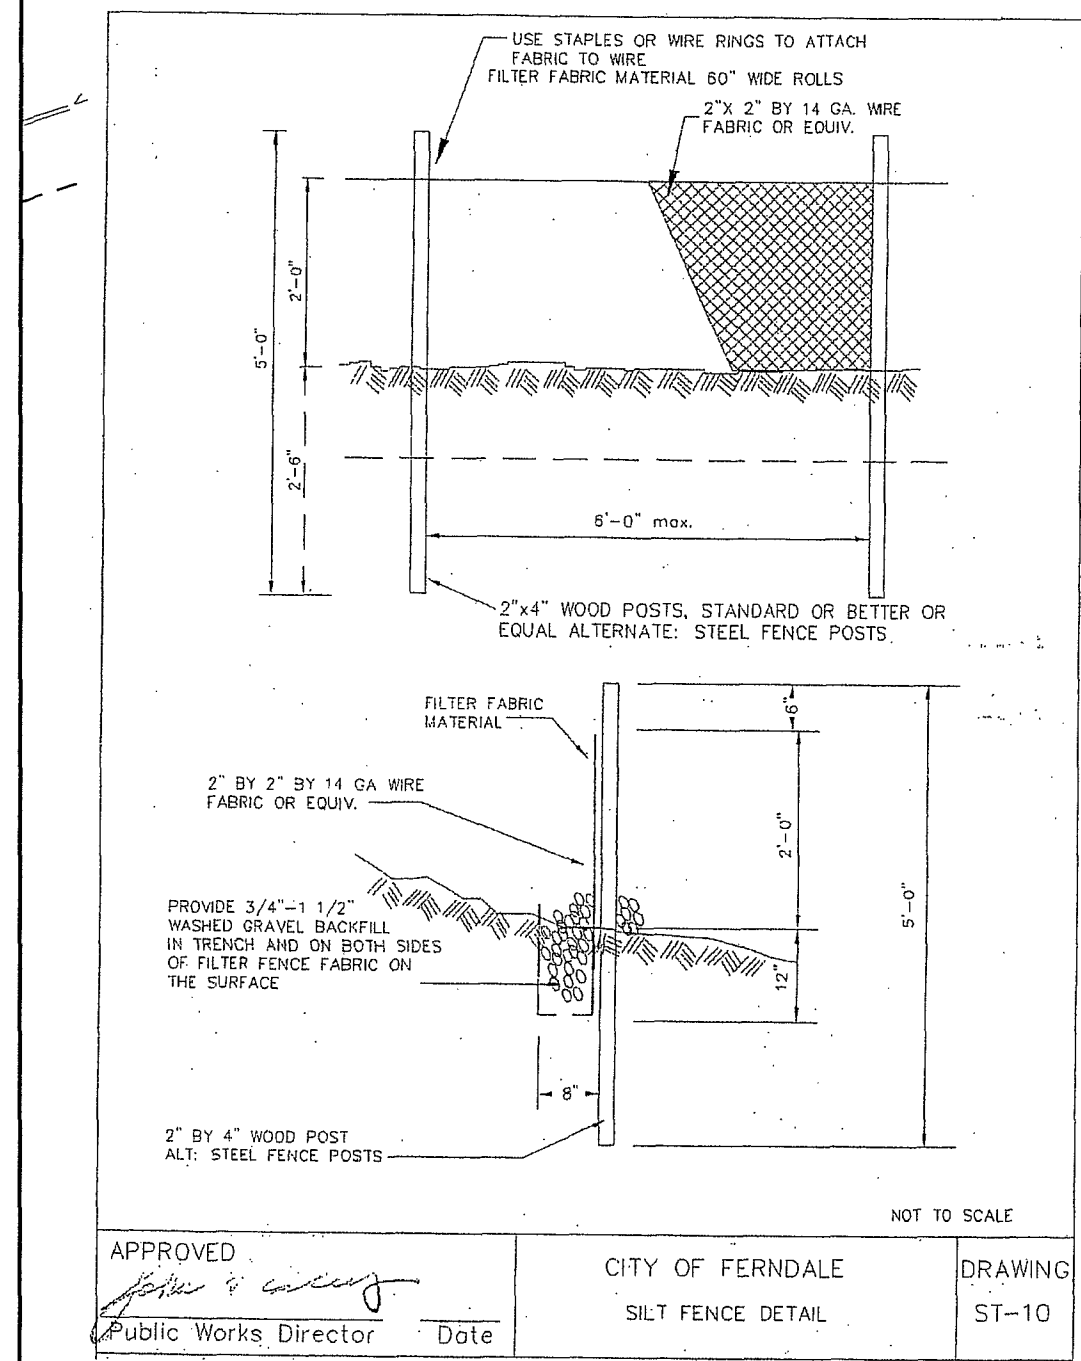 USE STAPLES OR WIRE RINGS TO ATTACH
FABRIC TO WIRE
FILTER FABRIC MATERIAL 60" WIDE ROLLS
2"X 2" BY 14 GA. WIRE
FABRIC OR EQUIV.
2'-0"
5'-0"
2'-6"
6'-0" max.
2"x4" WOOD POSTS, STANDARD OR BETTER OR
EQUAL ALTERNATE: STEEL FENCE POSTS.
FILTER FABRIC
MATERIAL
6"
2" BY 2" BY 14 GA WIRE
FABRIC OR EQUIV.
2'-0"
5'-0"
PROVIDE 3/4"-1 1/2"
WASHED GRAVEL BACKFILL
IN TRENCH AND ON BOTH SIDES
OF FILTER FENCE FABRIC ON
THE SURFACE
12"
8"
2" BY 4" WOOD POST
ALT: STEEL FENCE POSTS
NOT TO SCALE
APPROVED
Public Works Director Date
CITY OF FERNDALE
SILT FENCE DETAIL
DRAWING
ST-10